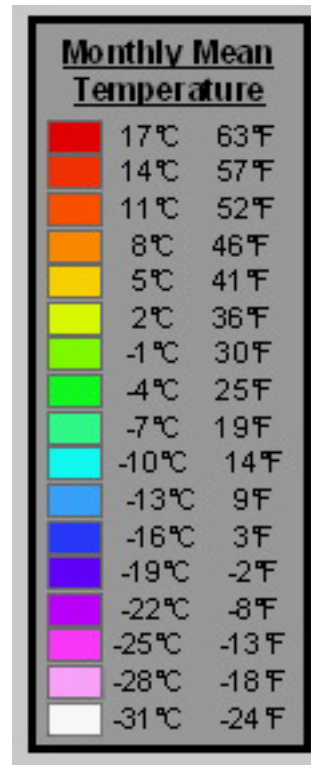 Monthly Mean
Temperature
17°C 63°F
14°C 57°F
11°C 52°F
8°C 46°F
5°C 41°F
2°C 36°F
-1°C 30°F
-4°C 25°F
-7°C 19°F
-10°C 14°F
-13°C 9°F
-16°C 3°F
-19°C -2°F
-22°C -8°F
-25°C -13°F
-28°C -18°F
-31°C -24°F